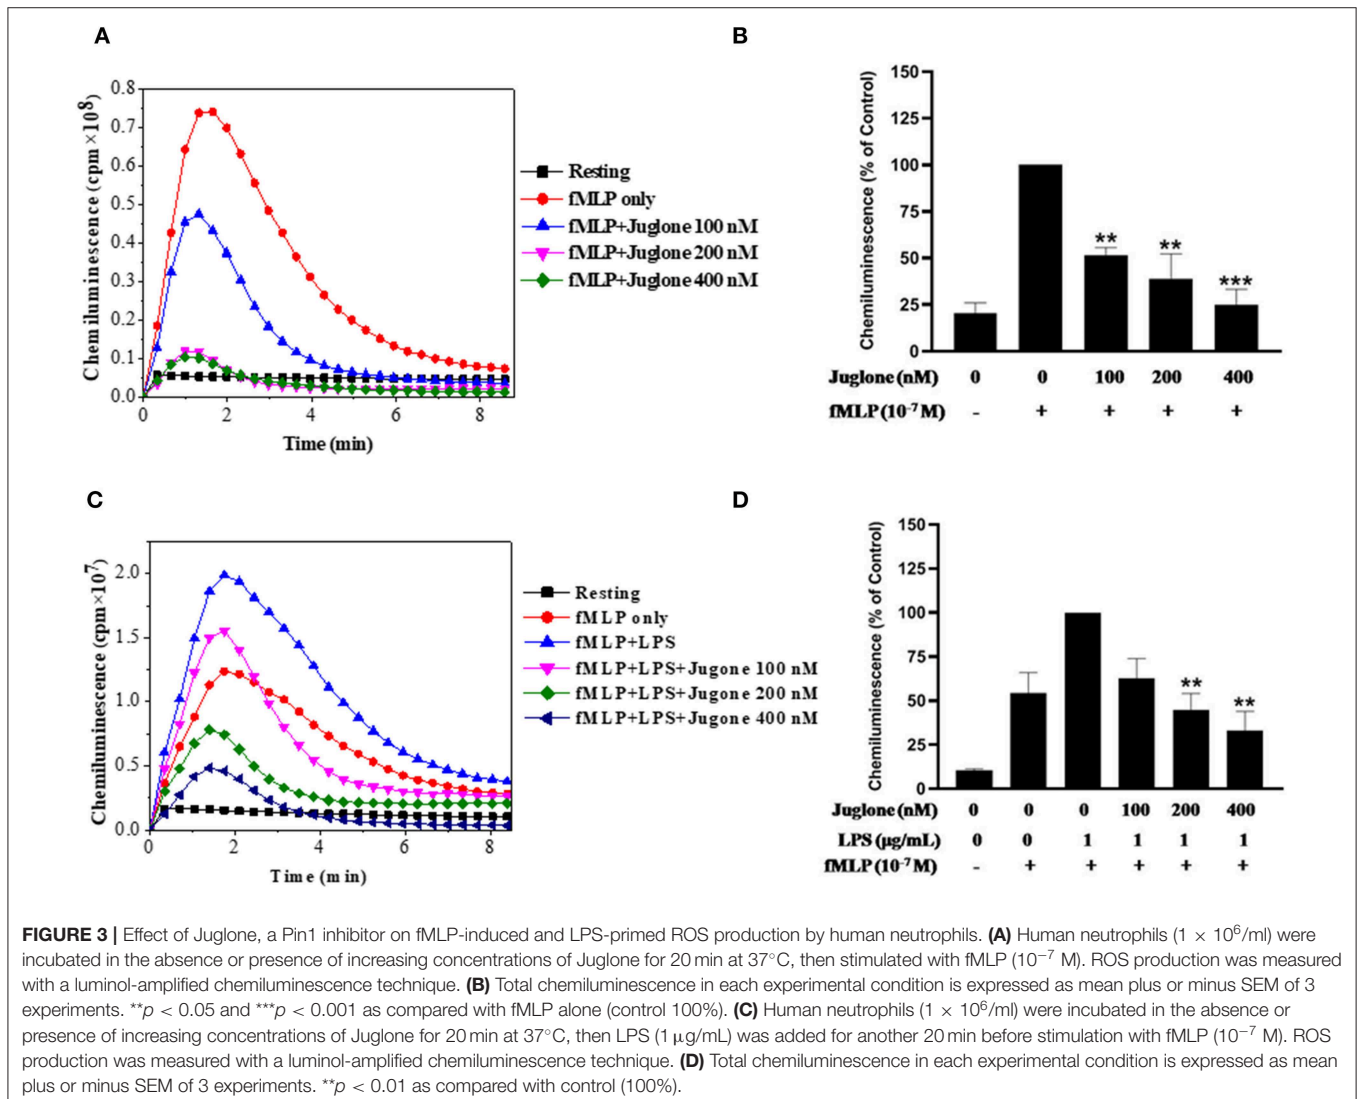 A
Chemiluminescence (cpm×10⁸)
0.8
0.7
0.6
0.5
0.4
0.3
0.2
0.1
0.0
0 2 4 6 8
Time (min)
Resting
fMLP only
fMLP+Juglone 100 nM
fMLP+Juglone 200 nM
fMLP+Juglone 400 nM
B
Chemiluminescence (% of Control)
150
100
75
50
25
0
** ** ***
Juglone (nM) 0 0 100 200 400
fMLP (10⁻⁷ M) - + + + +
C
Chemiluminescence (cpm×10⁷)
2.0
1.5
1.0
0.5
0.0
0 2 4 6 8
Time (min)
Resting
fMLP only
fMLP+LPS
fMLP+LPS+Jugone 100 nM
fMLP+LPS+Jugone 200 nM
fMLP+LPS+Jugone 400 nM
D
Chemiluminescence (% of Control)
150
100
75
50
25
0
** **
Juglone (nM) 0 0 0 100 200 400
LPS (µg/mL) 0 0 1 1 1 1
fMLP (10⁻⁷ M) - + + + + +
FIGURE 3 | Effect of Juglone, a Pin1 inhibitor on fMLP-induced and LPS-primed ROS production by human neutrophils. (A) Human neutrophils (1 × 10⁶/ml) were
incubated in the absence or presence of increasing concentrations of Juglone for 20 min at 37°C, then stimulated with fMLP (10⁻⁷ M). ROS production was measured
with a luminol-amplified chemiluminescence technique. (B) Total chemiluminescence in each experimental condition is expressed as mean plus or minus SEM of 3
experiments. **p < 0.05 and ***p < 0.001 as compared with fMLP alone (control 100%). (C) Human neutrophils (1 × 10⁶/ml) were incubated in the absence or
presence of increasing concentrations of Juglone for 20 min at 37°C, then LPS (1 µg/mL) was added for another 20 min before stimulation with fMLP (10⁻⁷ M). ROS
production was measured with a luminol-amplified chemiluminescence technique. (D) Total chemiluminescence in each experimental condition is expressed as mean
plus or minus SEM of 3 experiments. **p < 0.01 as compared with control (100%).